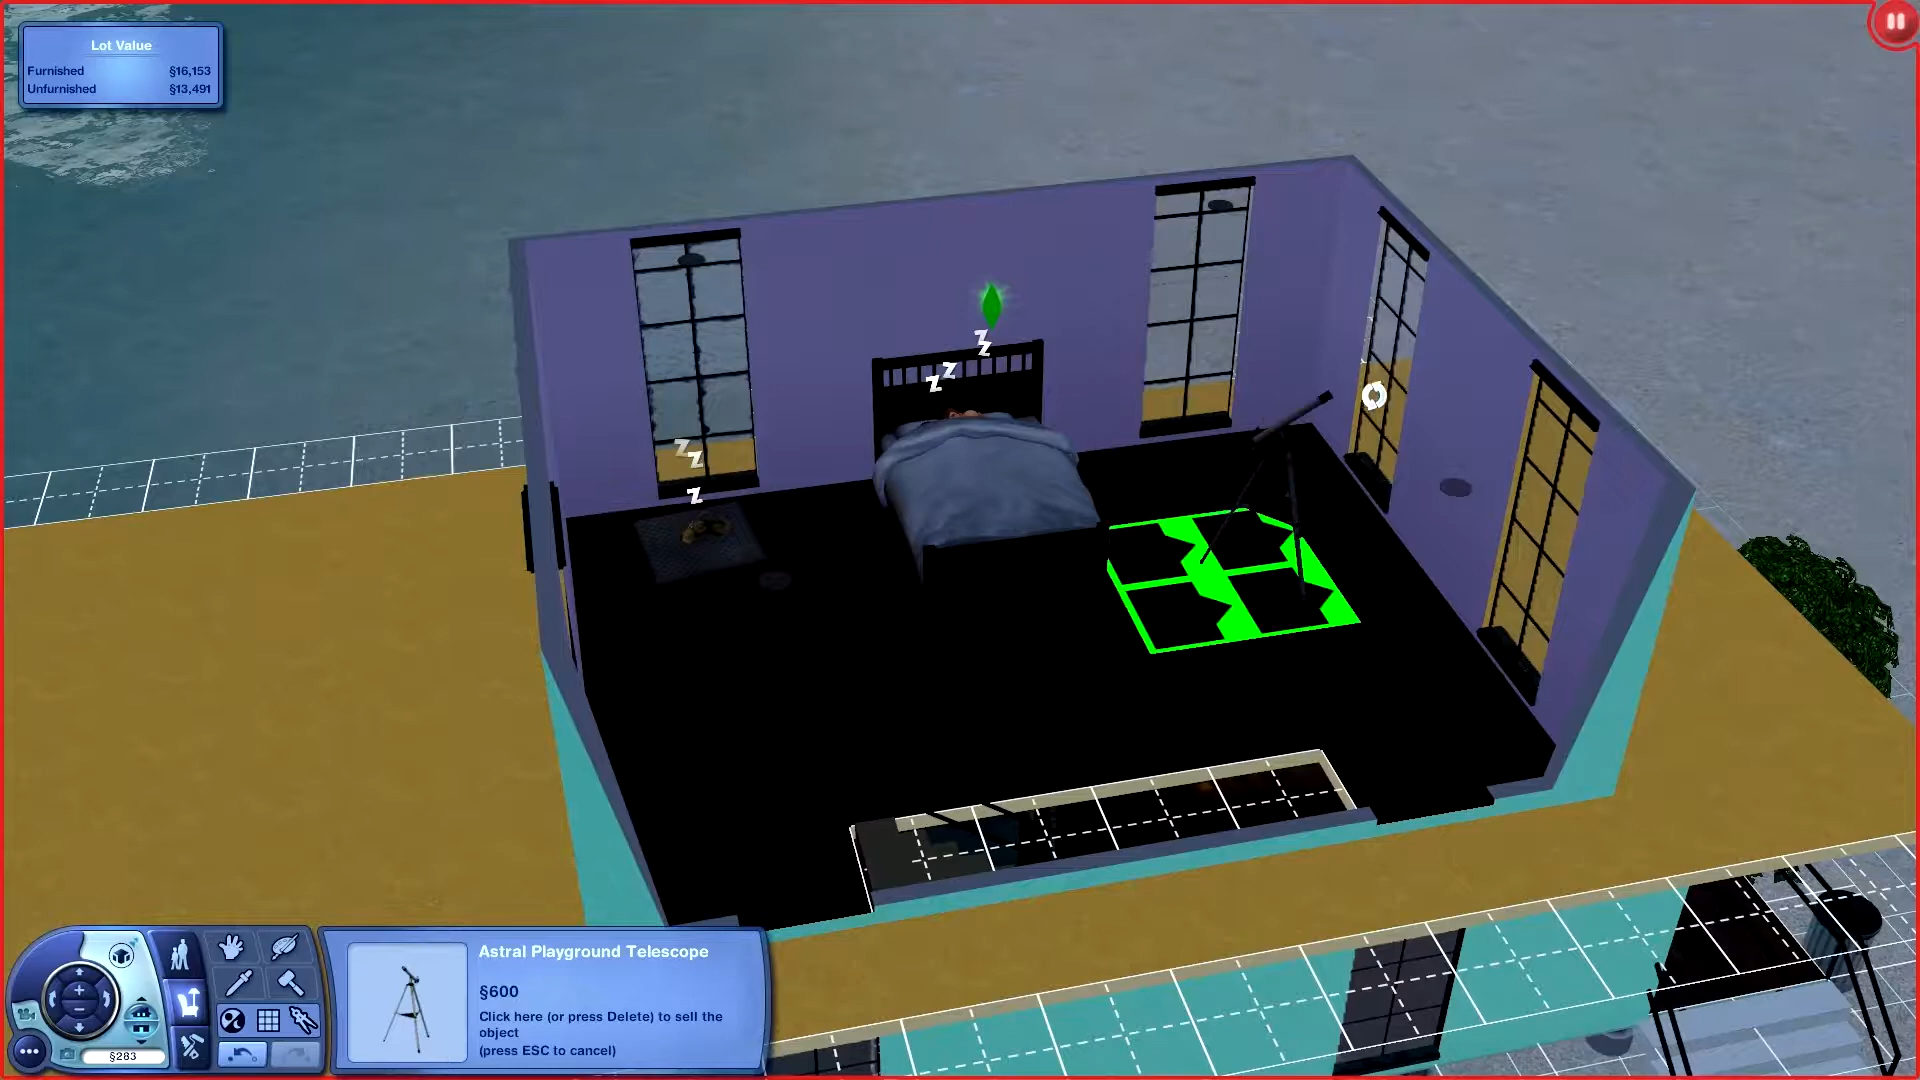 Lot Value
Furnished §16,153
Unfurnished §13,491
z
z
z
z
z
z
z
Astral Playground Telescope
§600
Click here (or press Delete) to sell the
object
(press ESC to cancel)
§283